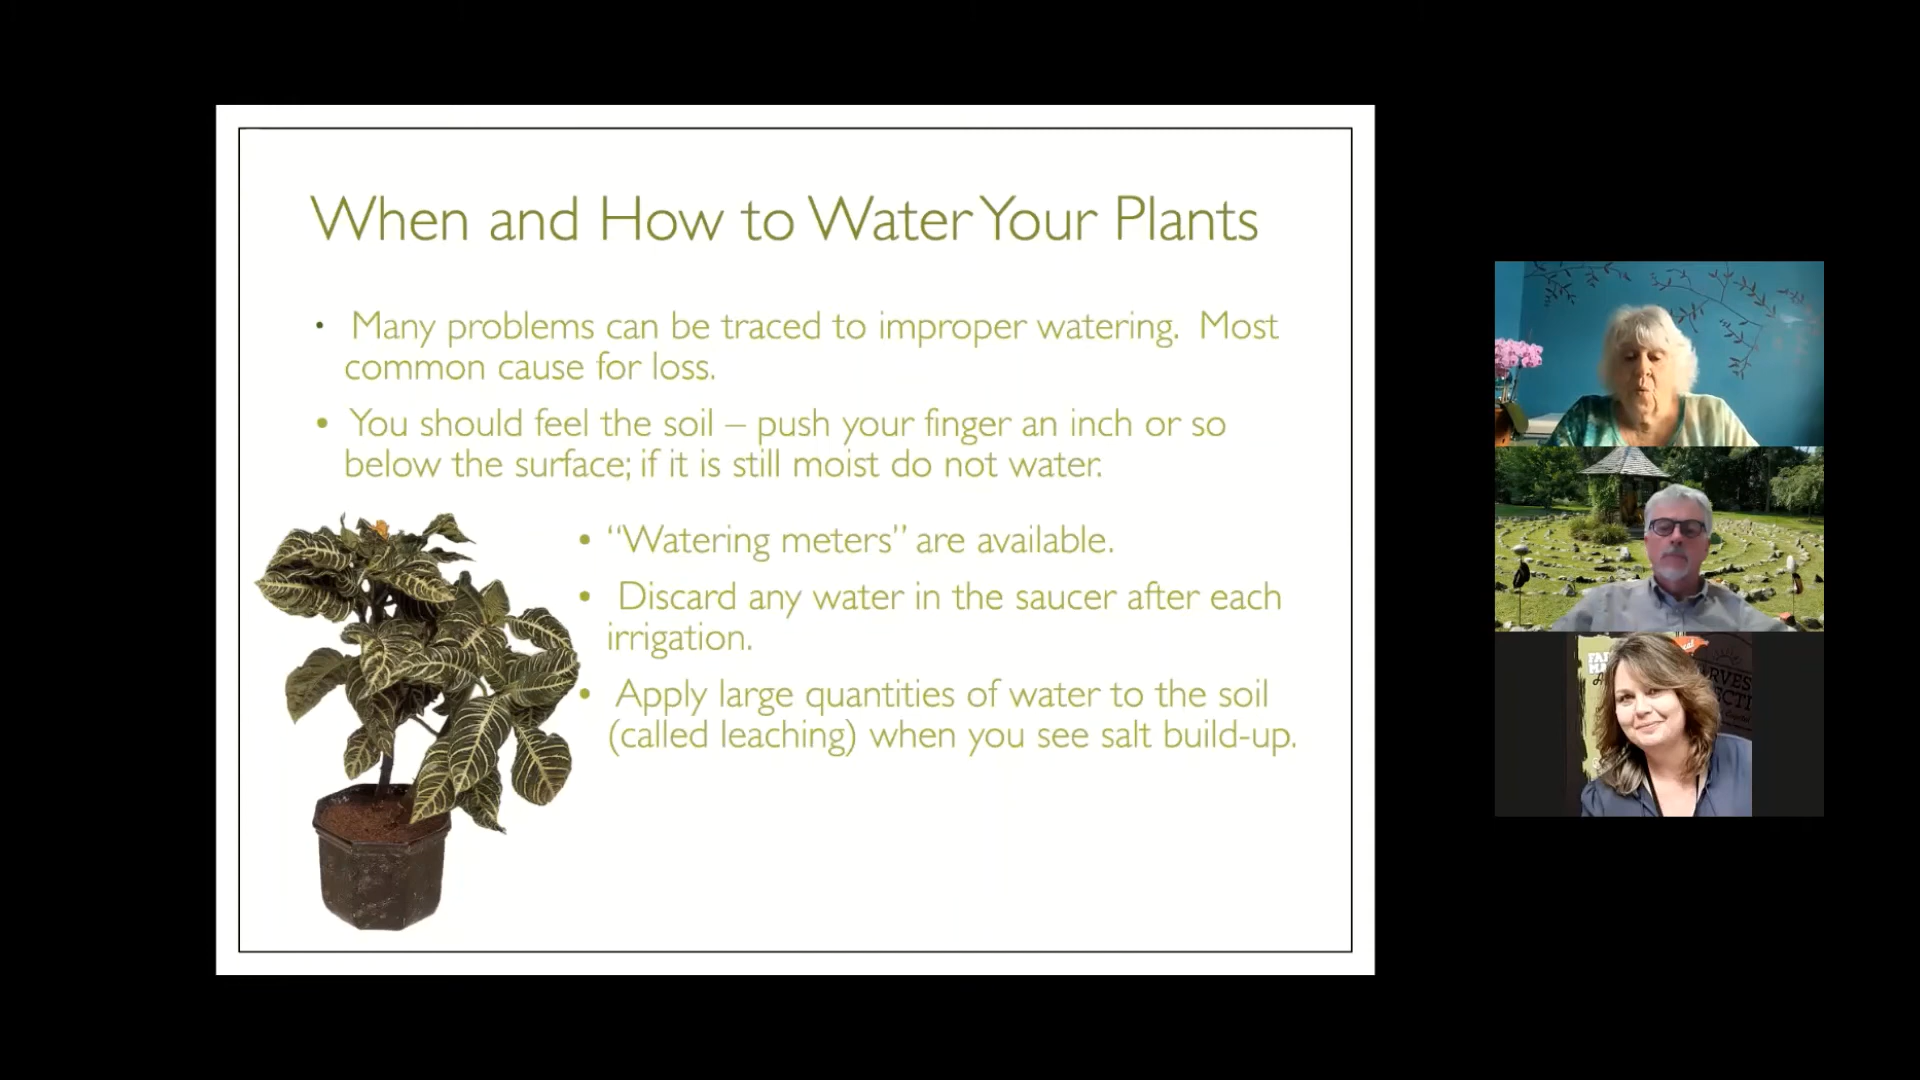 When and How to Water Your Plants
• Many problems can be traced to improper watering. Most
common cause for loss.
• You should feel the soil – push your finger an inch or so
below the surface; if it is still moist do not water.
• “Watering meters” are available.
• Discard any water in the saucer after each
irrigation.
• Apply large quantities of water to the soil
(called leaching) when you see salt build-up.